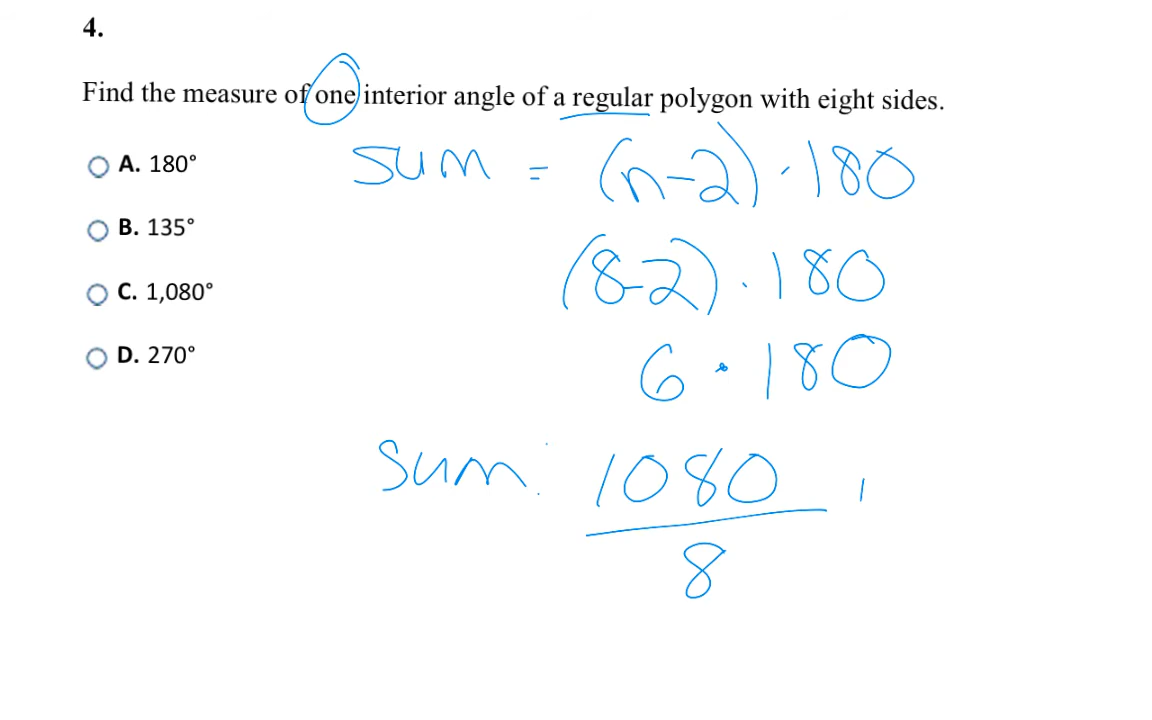 4.
Find the measure of one interior angle of a regular polygon with eight sides.
A. 180°
B. 135°
C. 1,080°
D. 270°
sum = (n-2) · 180
(8-2) · 180
6 · 180
sum: 1080
8